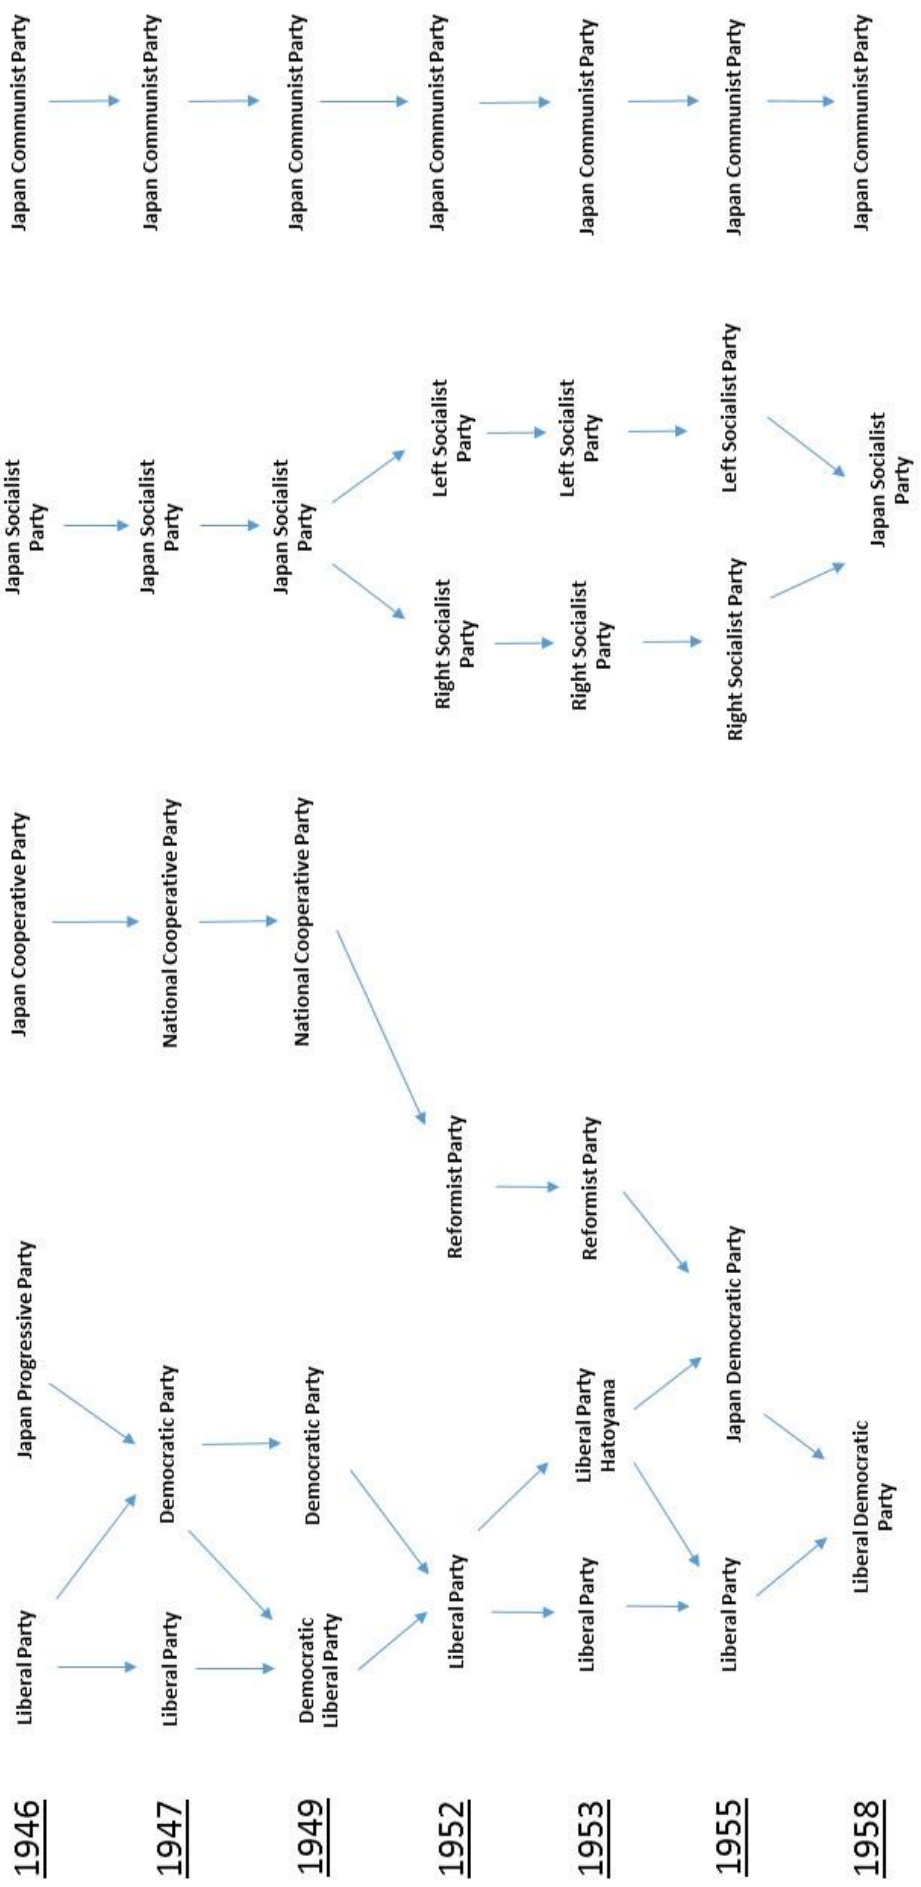 1946
Liberal Party
Japan Progressive Party
Japan Cooperative Party
Japan Socialist
Party
Japan Communist Party
1947
Liberal Party
Democratic Party
National Cooperative Party
Japan Socialist
Party
Japan Communist Party
1949
Democratic
Liberal Party
Democratic Party
National Cooperative Party
Japan Socialist
Party
Japan Communist Party
1952
Liberal Party
Reformist Party
Right Socialist
Party
Left Socialist
Party
Japan Communist Party
1953
Liberal Party
Liberal Party
Hatoyama
Reformist Party
Right Socialist
Party
Left Socialist
Party
Japan Communist Party
1955
Liberal Party
Japan Democratic Party
Right Socialist Party
Left Socialist Party
Japan Communist Party
1958
Liberal Democratic
Party
Japan Socialist
Party
Japan Communist Party